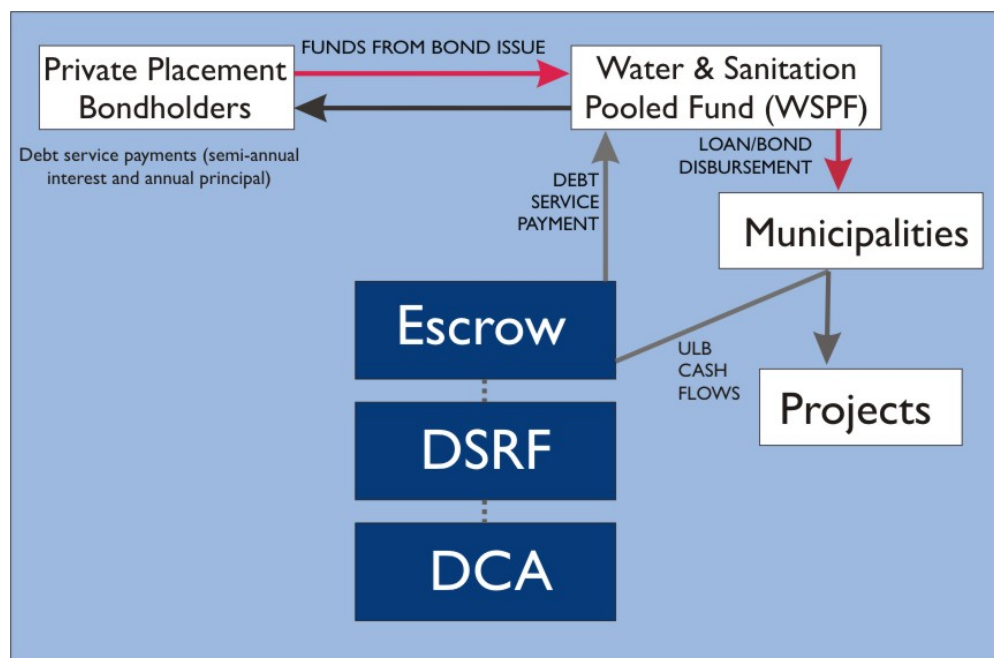 FUNDS FROM BOND ISSUE
Private Placement
Bondholders
Water & Sanitation
Pooled Fund (WSPF)
Debt service payments (semi-annual
interest and annual principal)
LOAN/BOND
DISBURSEMENT
DEBT
SERVICE
PAYMENT
Municipalities
Escrow
ULB
CASH
FLOWS
Projects
DSRF
DCA